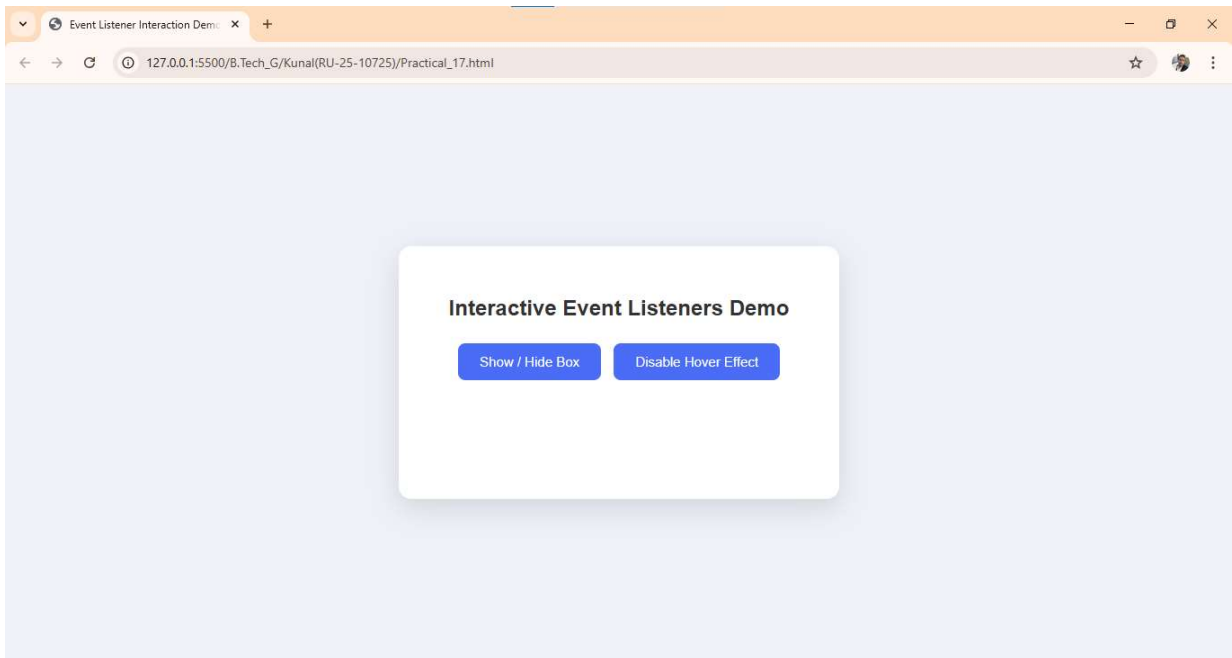 Event Listener Interaction Demo
127.0.0.1:5500/B.Tech_G/Kunal(RU-25-10725)/Practical_17.html
Interactive Event Listeners Demo
Show / Hide Box Disable Hover Effect